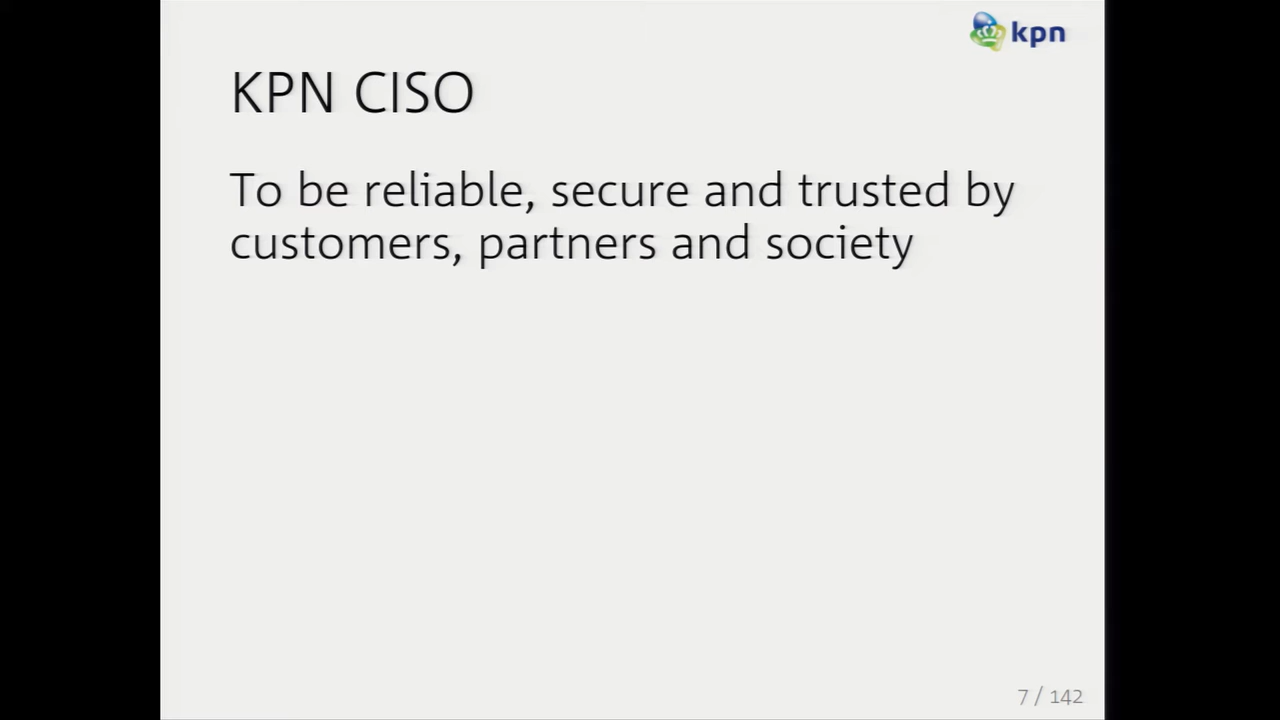 kpn
KPN CISO
To be reliable, secure and trusted by
customers, partners and society
7 / 142